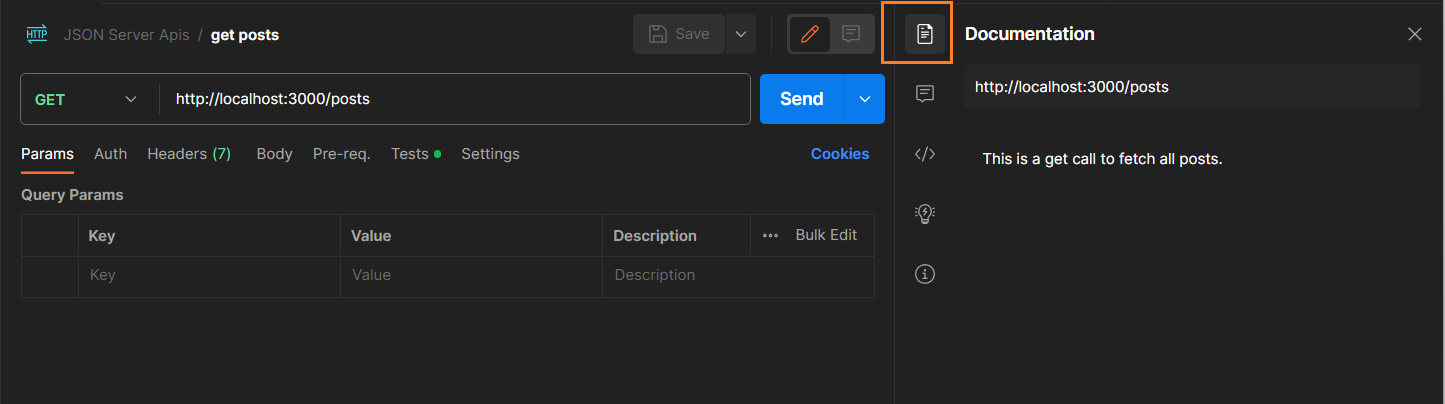 HTTP JSON Server Apis / get posts
Save
GET http://localhost:3000/posts
Send
Params Auth Headers (7) Body Pre-req. Tests Settings
Cookies
Query Params
Key Value Description ••• Bulk Edit
Key Value Description
Documentation
http://localhost:3000/posts
This is a get call to fetch all posts.